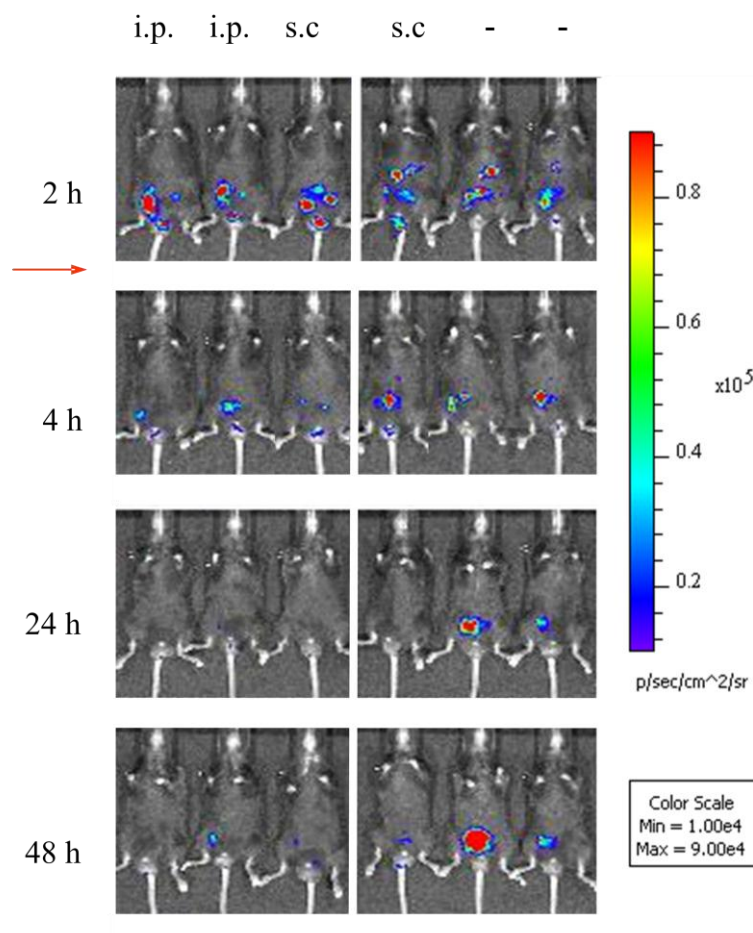 i.p. i.p. s.c s.c - -
2 h
0.8
0.6
x10^5
4 h
0.4
0.2
24 h
p/sec/cm^2/sr
Color Scale
Min = 1.00e4
Max = 9.00e4
48 h